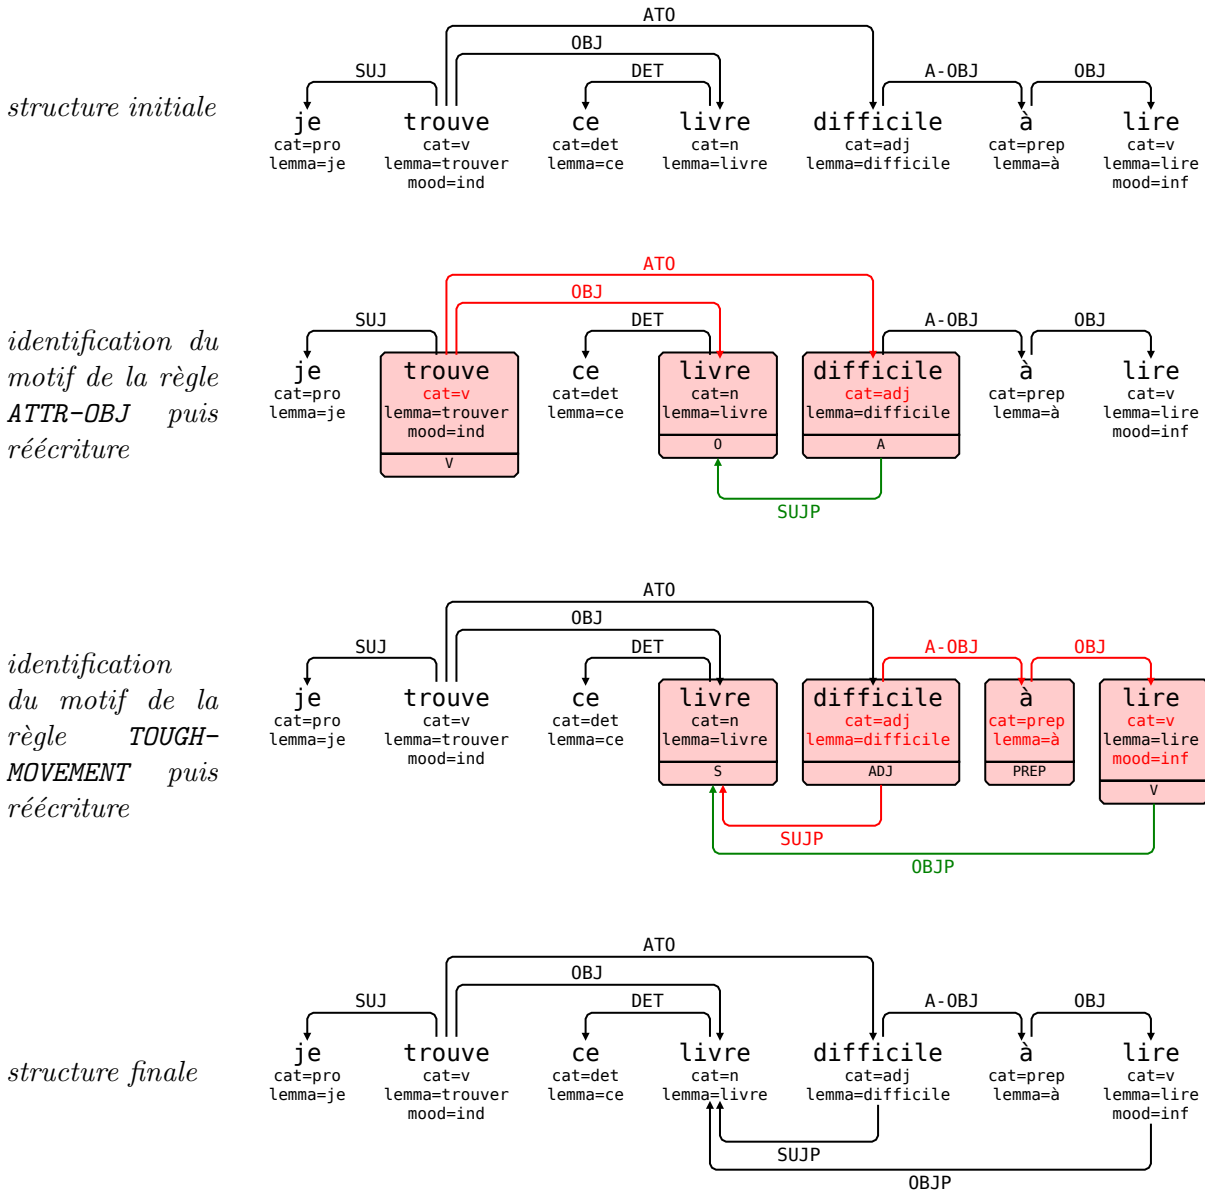 ATO
OBJ
SUJ DET A-OBJ OBJ
structure initiale
je trouve ce livre difficile à lire
cat=pro cat=v cat=det cat=n cat=adj cat=prep cat=v
lemma=je lemma=trouver lemma=ce lemma=livre lemma=difficile lemma=à lemma=lire
mood=ind mood=inf
ATO
OBJ
SUJ DET A-OBJ OBJ
identification du
motif de la règle
ATTR-OBJ puis
réécriture
je trouve ce livre difficile à lire
cat=pro cat=v cat=det cat=n cat=adj cat=prep cat=v
lemma=je lemma=trouver lemma=ce lemma=livre lemma=difficile lemma=à lemma=lire
mood=ind mood=inf
V O A
SUJP
ATO
OBJ
SUJ DET A-OBJ OBJ
identification
du motif de la
règle TOUGH-
MOVEMENT puis
réécriture
je trouve ce livre difficile à lire
cat=pro cat=v cat=det cat=n cat=adj cat=prep cat=v
lemma=je lemma=trouver lemma=ce lemma=livre lemma=difficile lemma=à lemma=lire
mood=ind mood=inf
S ADJ PREP V
SUJP
OBJP
ATO
OBJ
SUJ DET A-OBJ OBJ
structure finale
je trouve ce livre difficile à lire
cat=pro cat=v cat=det cat=n cat=adj cat=prep cat=v
lemma=je lemma=trouver lemma=ce lemma=livre lemma=difficile lemma=à lemma=lire
mood=ind mood=inf
SUJP
OBJP